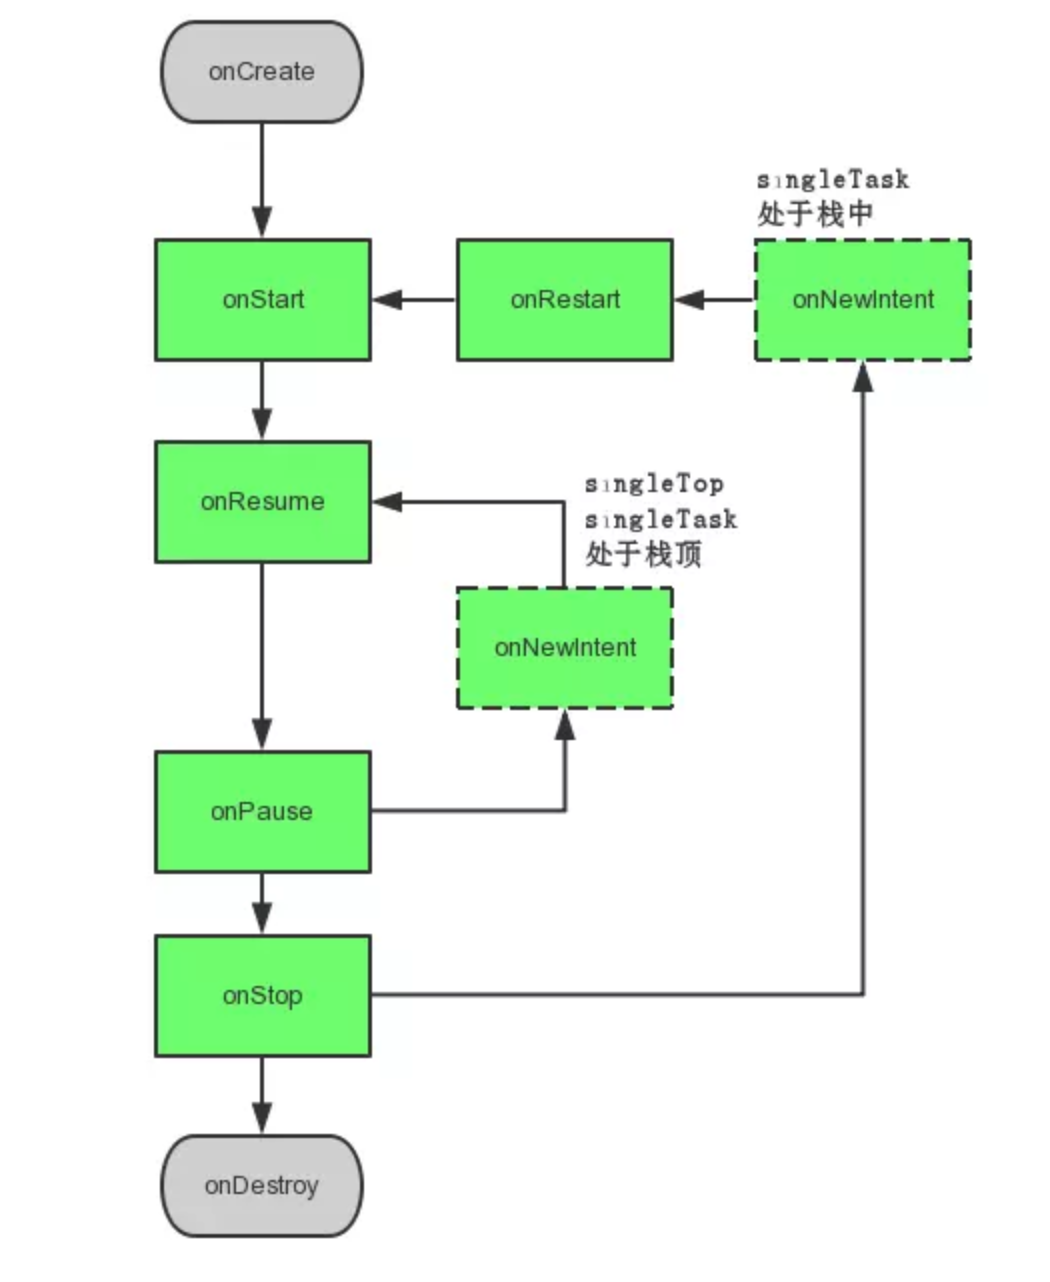 onCreate
singleTask
处于栈中
onStart
onRestart
onNewIntent
onResume
singleTop
singleTask
处于栈顶
onNewIntent
onPause
onStop
onDestroy